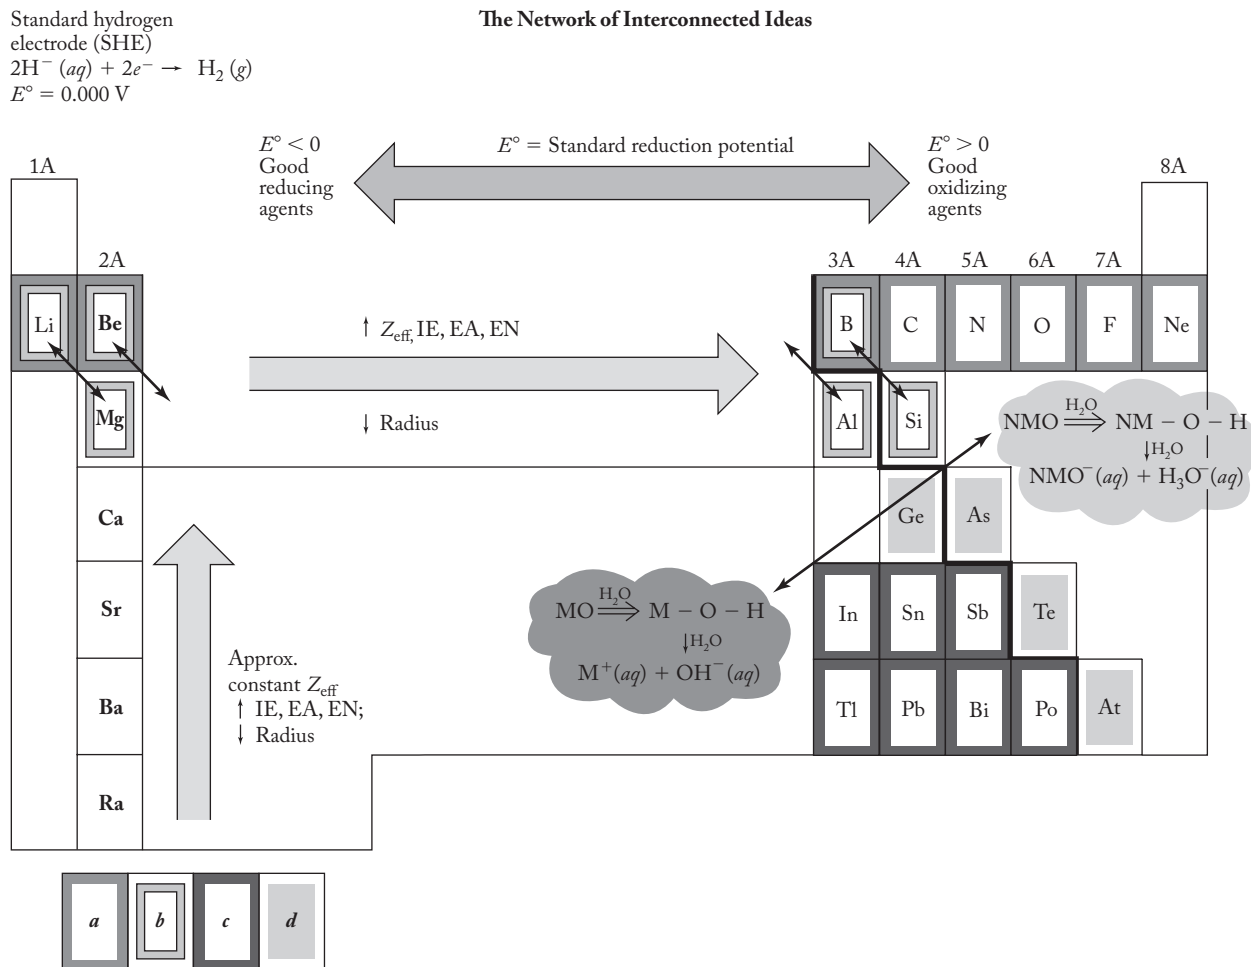 Standard hydrogen
electrode (SHE)
2H⁻ (aq) + 2e⁻ → H₂ (g)
E° = 0.000 V
The Network of Interconnected Ideas
E° < 0
Good
reducing
agents
E° = Standard reduction potential
E° > 0
Good
oxidizing
agents
1A
8A
2A
3A 4A 5A 6A 7A
Li Be
B C N O F Ne
↑ Zeff, IE, EA, EN
↓ Radius
Mg
Al Si
NMO ⇒ NM – O – H
H₂O
↓H₂O
NMO⁻(aq) + H₃O⁻(aq)
Ca
Ge As
Sr
In Sn Sb Te
MO ⇒ M – O – H
H₂O
↓H₂O
M⁺(aq) + OH⁻(aq)
Approx.
constant Zeff
↑ IE, EA, EN;
↓ Radius
Ba
Tl Pb Bi Po At
Ra
a b c d